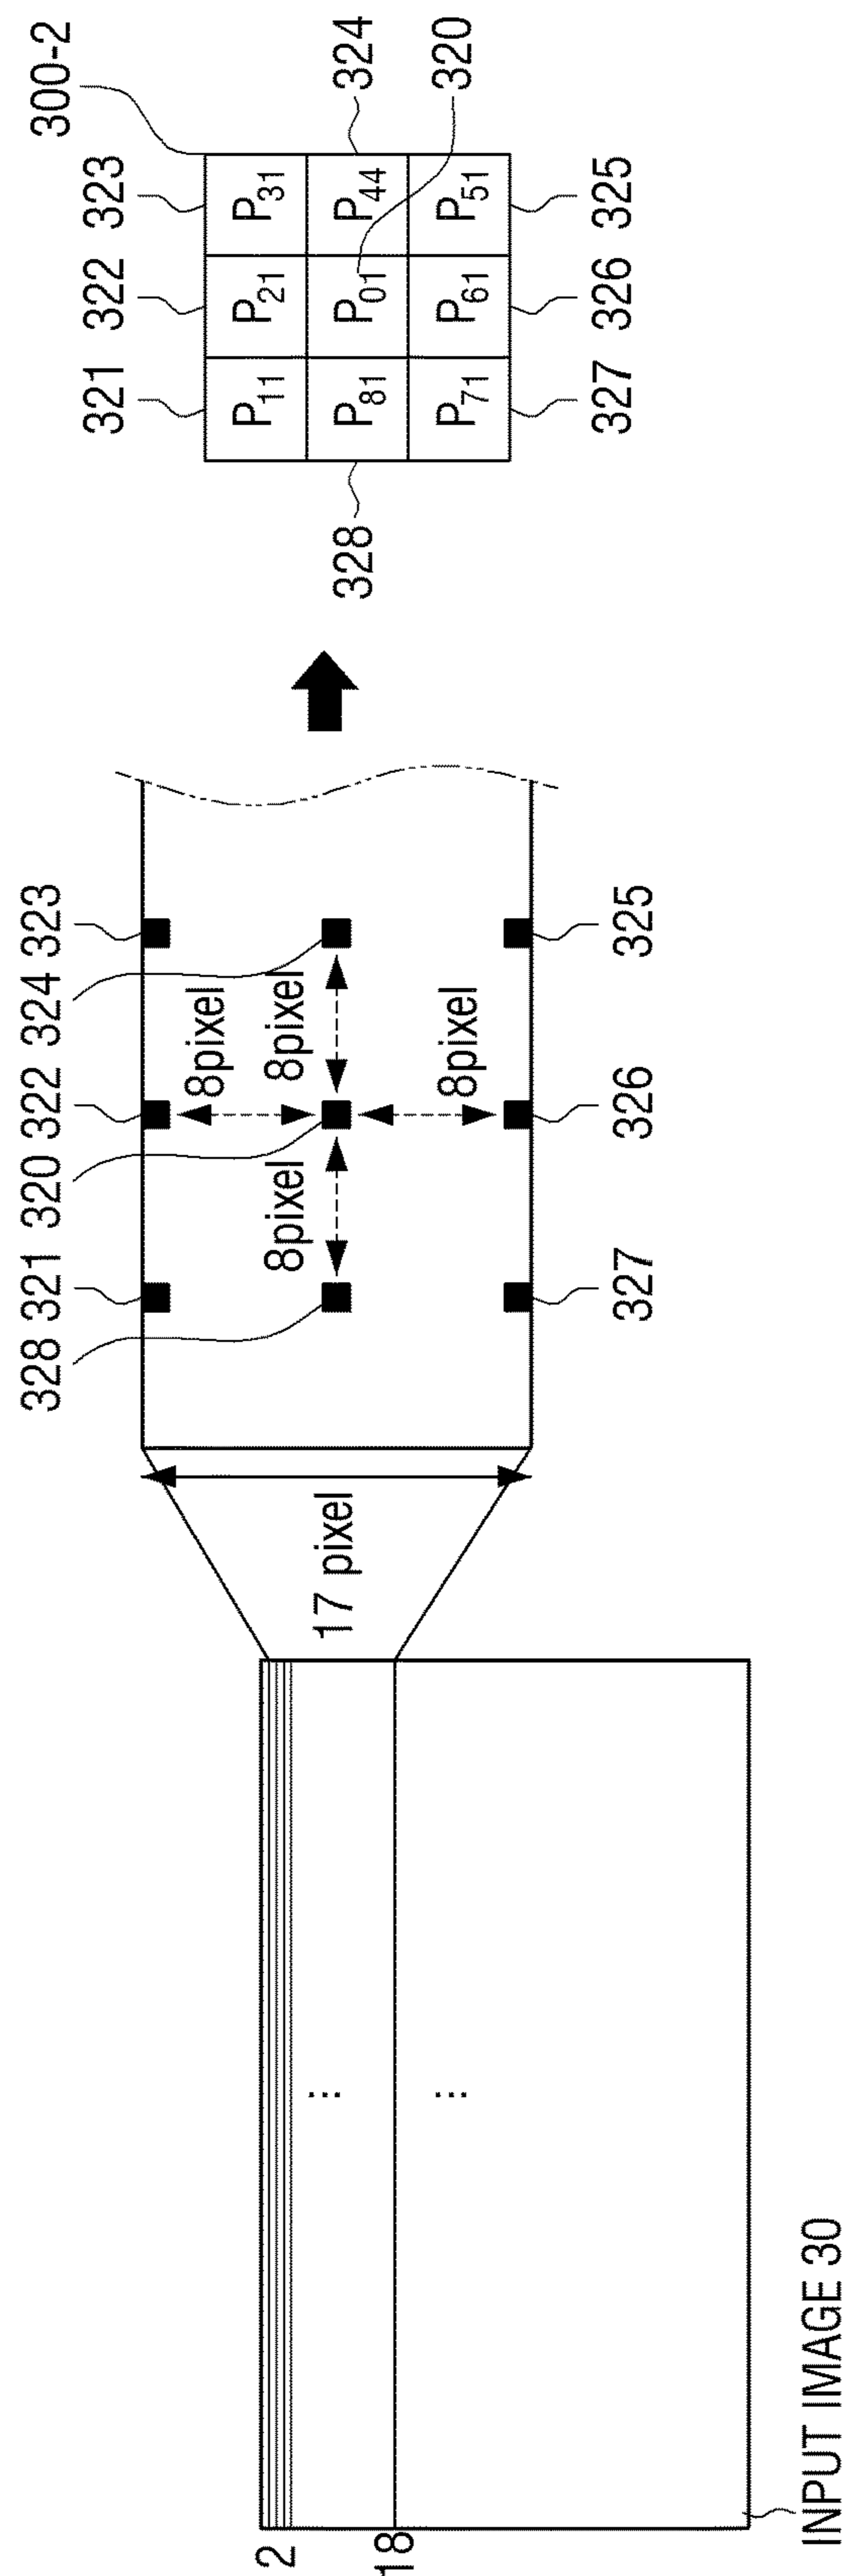 2
18
INPUT IMAGE 30
17 pixel
328 321 320 322 324 323
8pixel
8pixel
8pixel
8pixel
327 326 325
321 322 323 300-2
P11 P21 P31
P81 P01 P44
P71 P61 P51
328
324
320
327 326 325